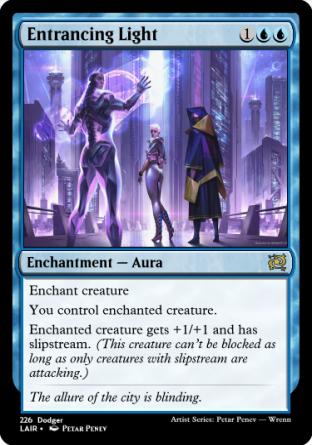 Entrancing Light 1
Enchantment — Aura
Enchant creature
You control enchanted creature.
Enchanted creature gets +1/+1 and has
slipstream. (This creature can't be blocked as
long as only creatures with slipstream are
attacking.)
The allure of the city is blinding.
226 Dodger
Artist Series: Petar Penev — Wrenn
LAIR • Petar Penev